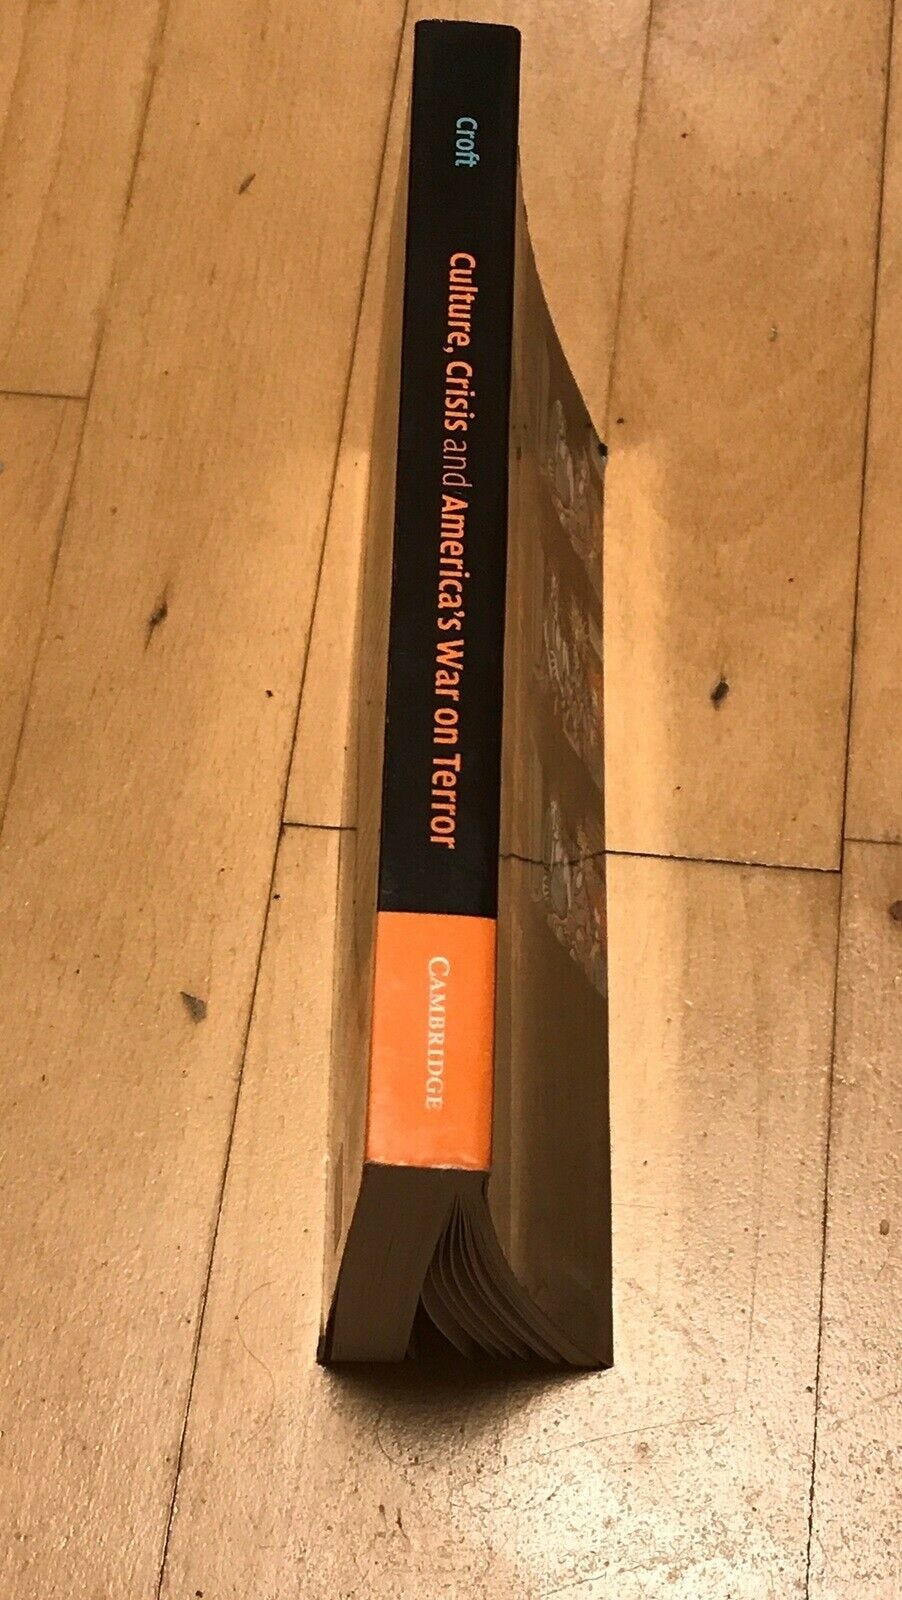 Croft
Culture, Crisis and America's War on Terror
CAMBRIDGE